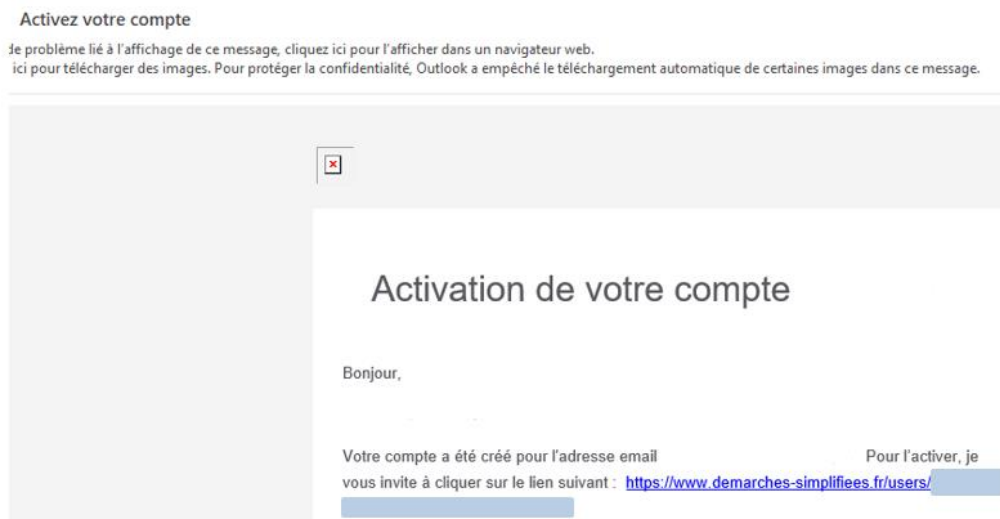 Activez votre compte
de problème lié à l'affichage de ce message, cliquez ici pour l'afficher dans un navigateur web.
ici pour télécharger des images. Pour protéger la confidentialité, Outlook a empêché le téléchargement automatique de certaines images dans ce message.
Activation de votre compte
Bonjour,
Votre compte a été créé pour l'adresse email Pour l'activer, je
vous invite à cliquer sur le lien suivant : https://www.demarches-simplifiees.fr/users/